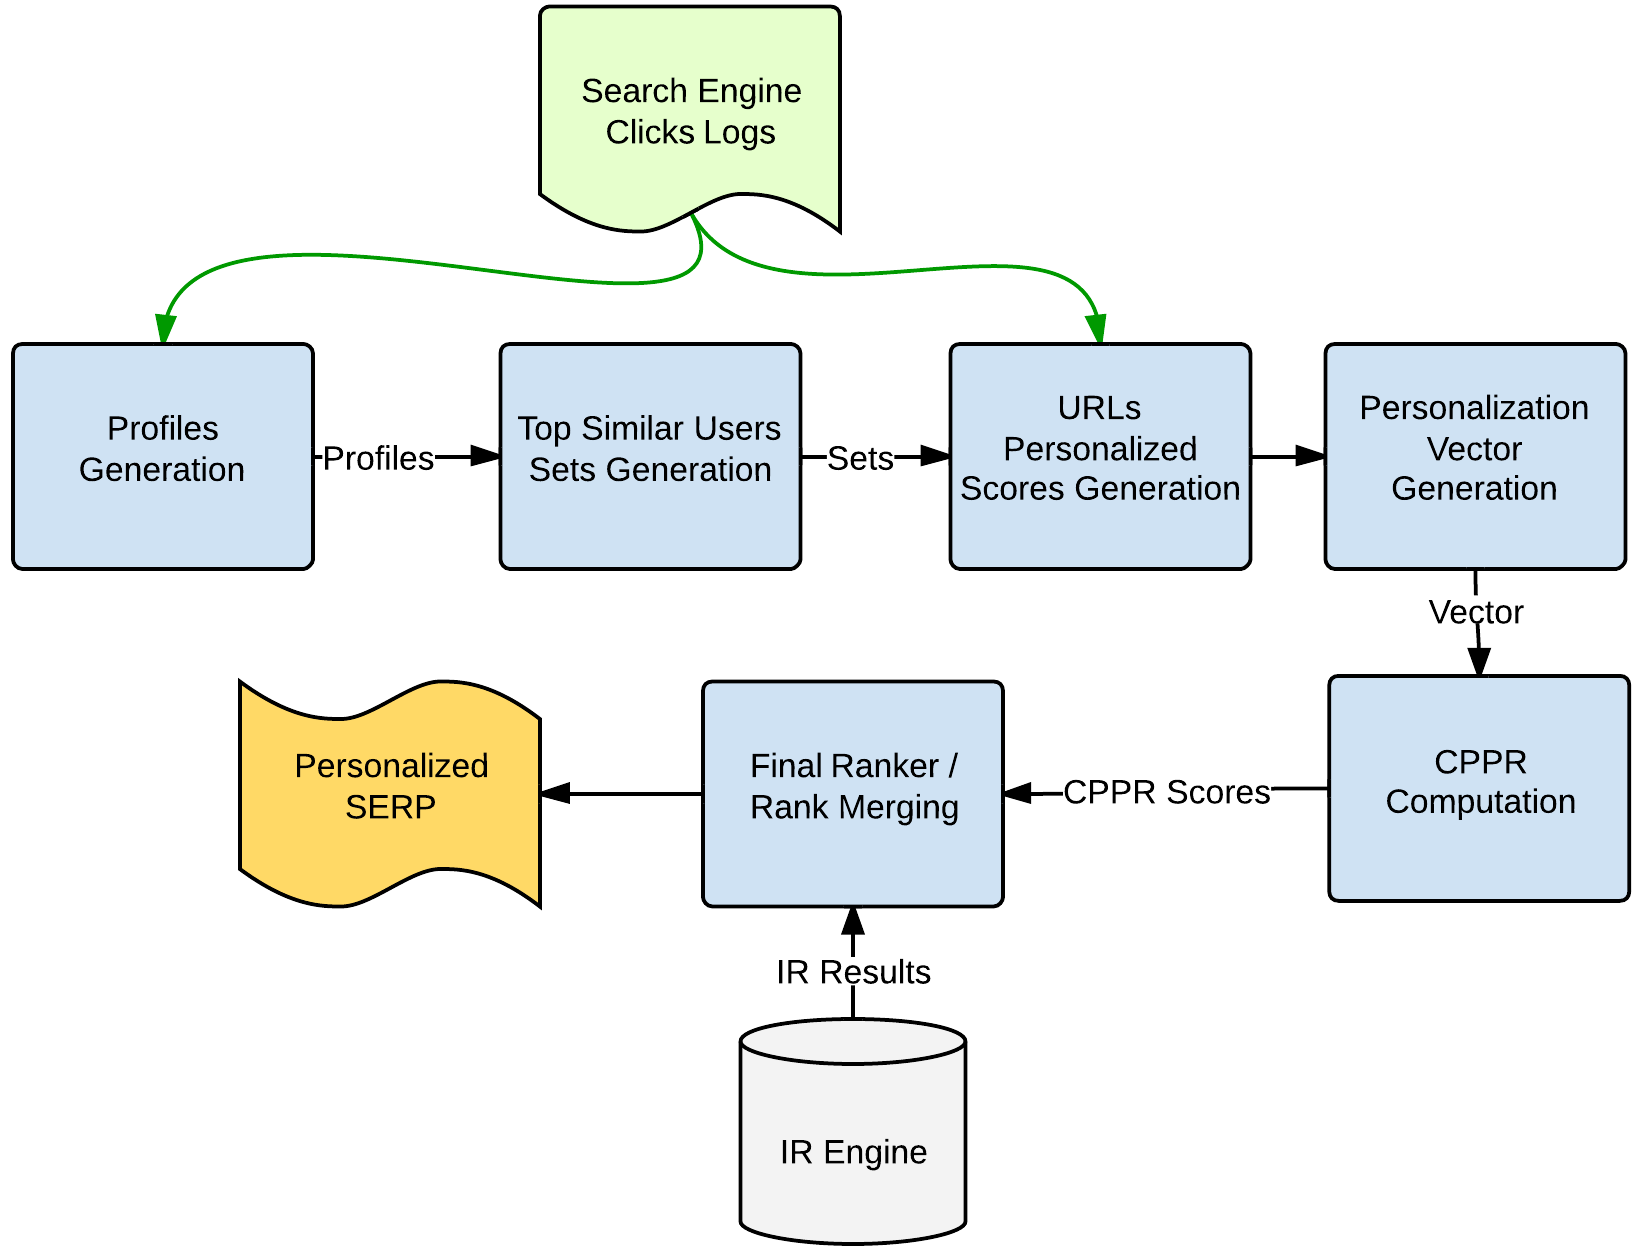 Search Engine
Clicks Logs
Profiles
Generation
Profiles
Top Similar Users
Sets Generation
Sets
URLs
Personalized
Scores Generation
Personalization
Vector
Generation
Vector
CPPR
Computation
CPPR Scores
Final Ranker /
Rank Merging
Personalized
SERP
IR Results
IR Engine